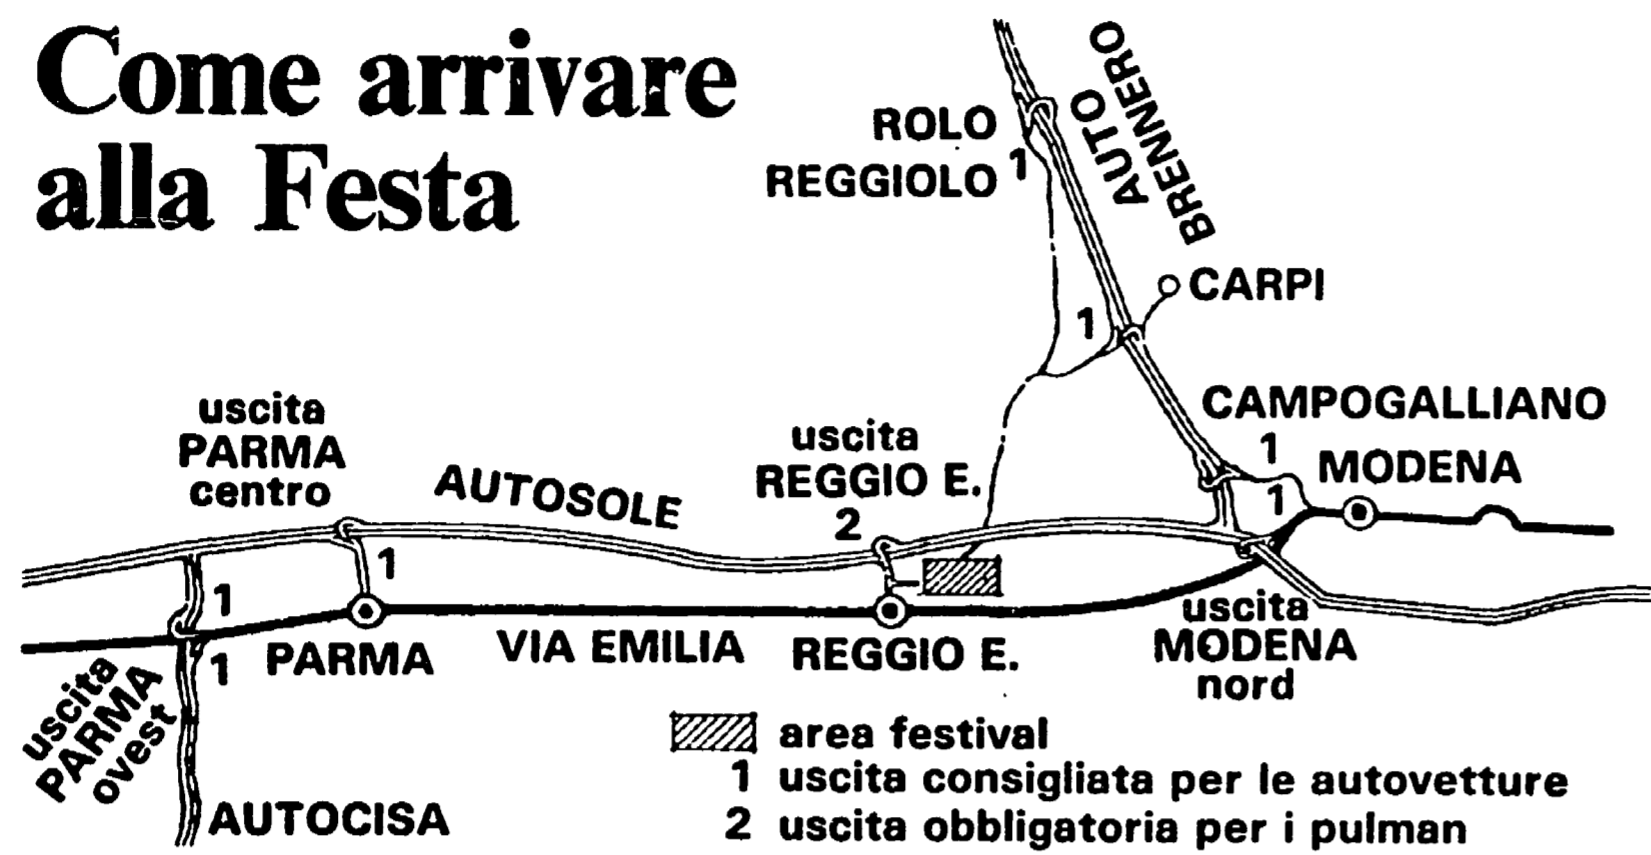 Come arrivare
alla Festa
AUTO
BRENNERO
ROLO
REGGIOLO
1
CARPI
1
CAMPOGALLIANO
1
MODENA
1
uscita
PARMA
centro
AUTOSOLE
uscita
REGGIO E.
2
1
1
1
PARMA
VIA EMILIA
REGGIO E.
uscita
MODENA
nord
uscita
PARMA
ovest
AUTOCISA
area festival
1 uscita consigliata per le autovetture
2 uscita obbligatoria per i pulman